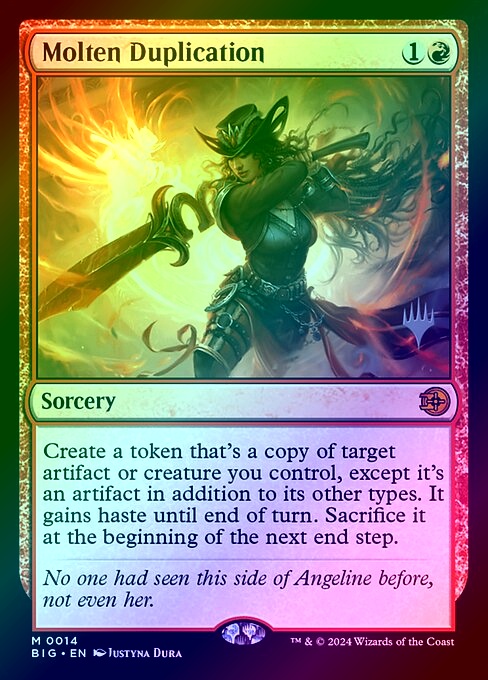 Molten Duplication 1
Sorcery
Create a token that's a copy of target
artifact or creature you control, except it's
an artifact in addition to its other types. It
gains haste until end of turn. Sacrifice it
at the beginning of the next end step.
No one had seen this side of Angeline before,
not even her.
M 0014
BIG • EN Justyna Dura
™ & © 2024 Wizards of the Coast